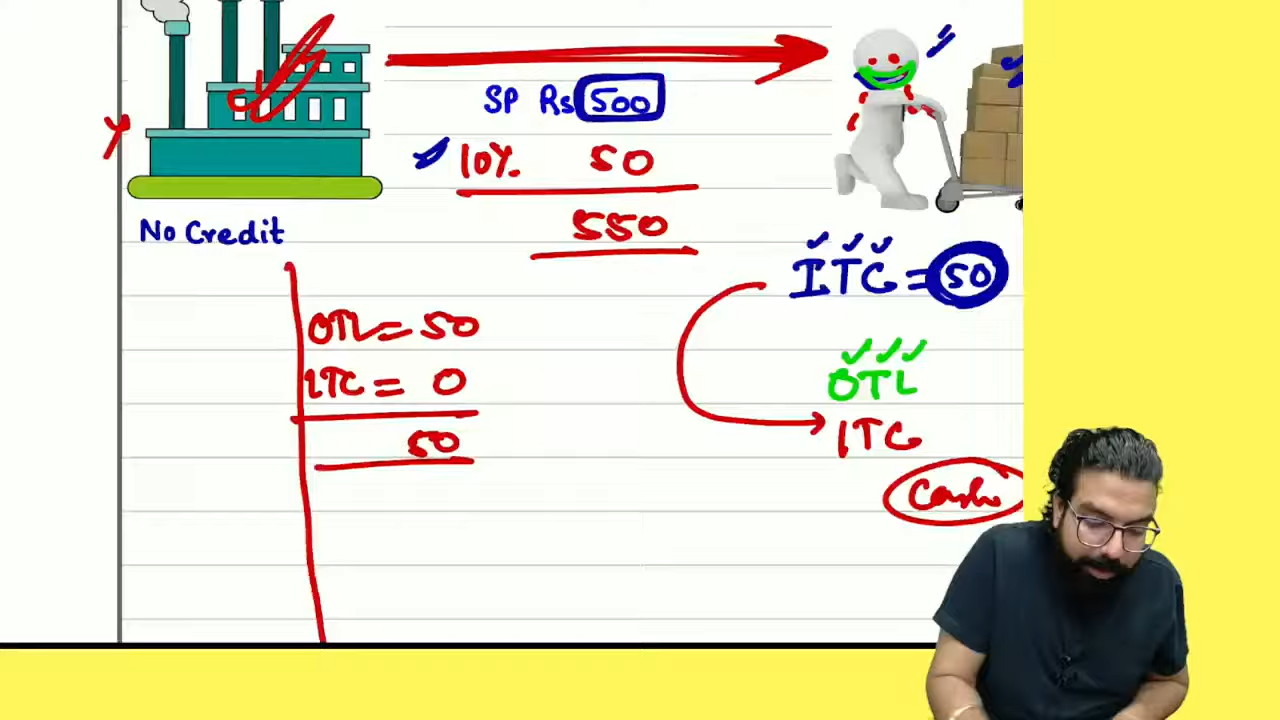 SP Rs 500
Y
10% 50
550
No Credit
ITC = 50
OTL = 50
ITC = 0
50
OTL
ITC
Cash